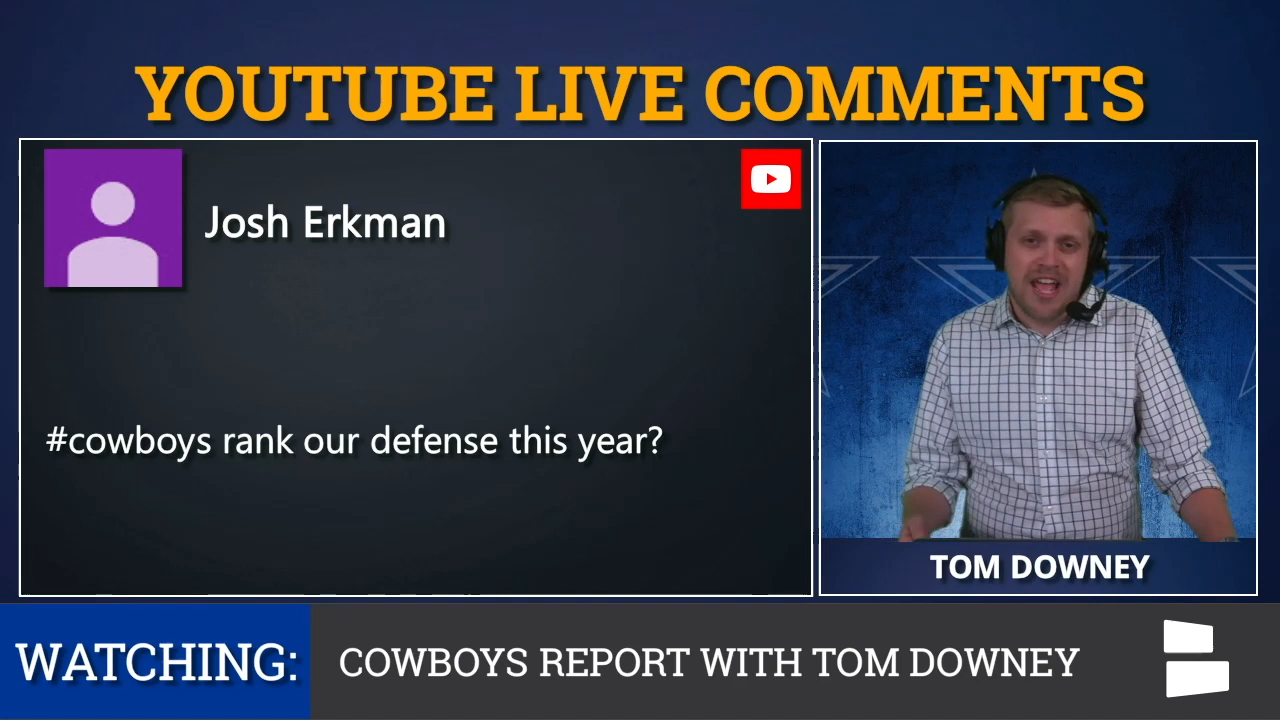 YOUTUBE LIVE COMMENTS
Josh Erkman
#cowboys rank our defense this year?
TOM DOWNEY
WATCHING:
COWBOYS REPORT WITH TOM DOWNEY